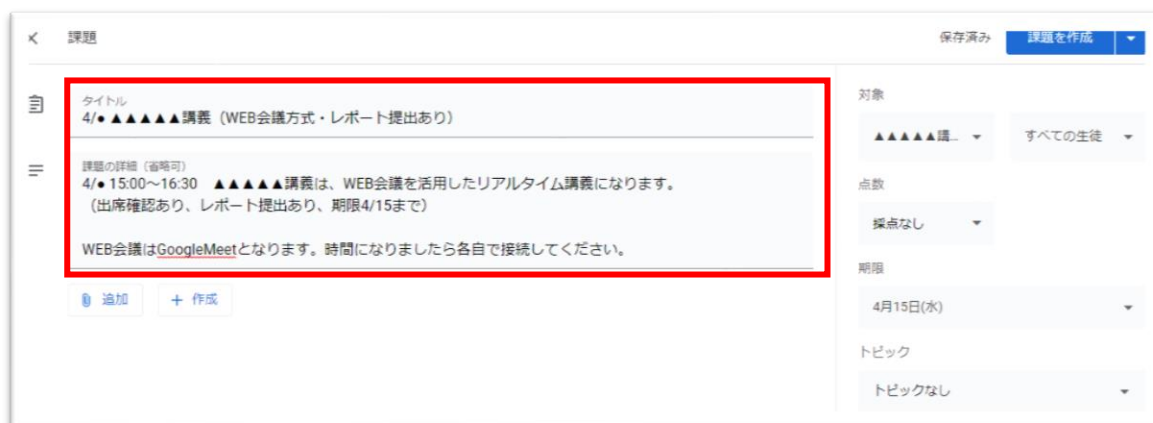 課題
保存済み
課題を作成
タイトル
4/● ▲▲▲▲▲講義（WEB会議方式・レポート提出あり）
課題の詳細（省略可）
4/● 15:00～16:30　▲▲▲▲▲講義は、WEB会議を活用したリアルタイム講義になります。
（出席確認あり、レポート提出あり、期限4/15まで）
WEB会議はGoogleMeetとなります。時間になりましたら各自で接続してください。
追加
作成
対象
▲▲▲▲▲講...
すべての生徒
点数
採点なし
期限
4月15日(水)
トピック
トピックなし